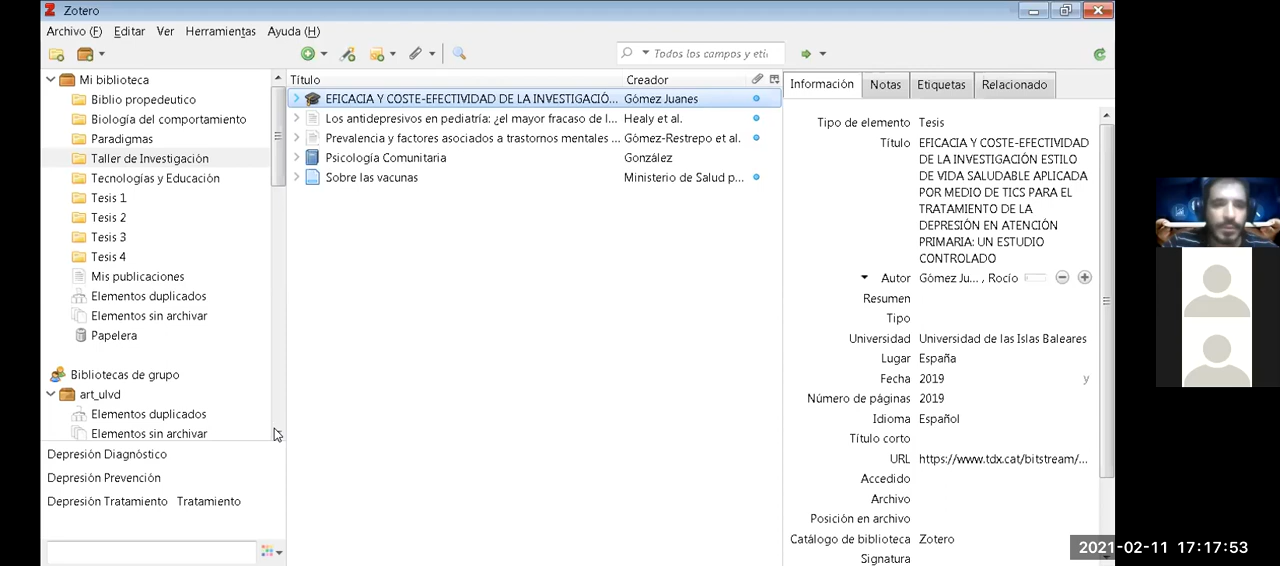 Zotero
Archivo (F) Editar Ver Herramientas Ayuda (H)
Todos los campos y eti
Mi biblioteca
Biblio propedeutico
Biología del comportamiento
Paradigmas
Taller de Investigación
Tecnologías y Educación
Tesis 1
Tesis 2
Tesis 3
Tesis 4
Mis publicaciones
Elementos duplicados
Elementos sin archivar
Papelera
Bibliotecas de grupo
art_ulvd
Elementos duplicados
Elementos sin archivar
Depresión Diagnóstico
Depresión Prevención
Depresión Tratamiento Tratamiento
Título Creador
EFICACIA Y COSTE-EFECTIVIDAD DE LA INVESTIGACIÓ... Gómez Juanes
Los antidepresivos en pediatría: ¿el mayor fracaso de l... Healy et al.
Prevalencia y factores asociados a trastornos mentales ... Gómez-Restrepo et al.
Psicología Comunitaria González
Sobre las vacunas Ministerio de Salud p...
Información Notas Etiquetas Relacionado
Tipo de elemento Tesis
Título EFICACIA Y COSTE-EFECTIVIDAD
DE LA INVESTIGACIÓN ESTILO
DE VIDA SALUDABLE APLICADA
POR MEDIO DE TICS PARA EL
TRATAMIENTO DE LA
DEPRESIÓN EN ATENCIÓN
PRIMARIA: UN ESTUDIO
CONTROLADO
Autor Gómez Ju... , Rocío
Resumen
Tipo
Universidad Universidad de las Islas Baleares
Lugar España
Fecha 2019 y
Número de páginas 2019
Idioma Español
Título corto
URL https://www.tdx.cat/bitstream/...
Accedido
Archivo
Posición en archivo
Catálogo de biblioteca Zotero
Signatura
2021-02-11 17:17:53